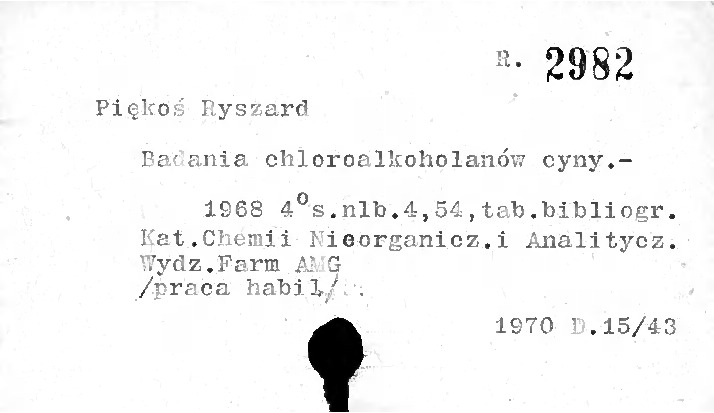 R. 2982
Piękoś Ryszard
Badania chloroalkoholanów cyny.-
1968 4°s.nlb.4,54,tab.bibliogr.
Kat.Chemii Nieorganicz.i Analitycz.
Wydz.Farm AMG
/praca habil/
1970 D.15/43